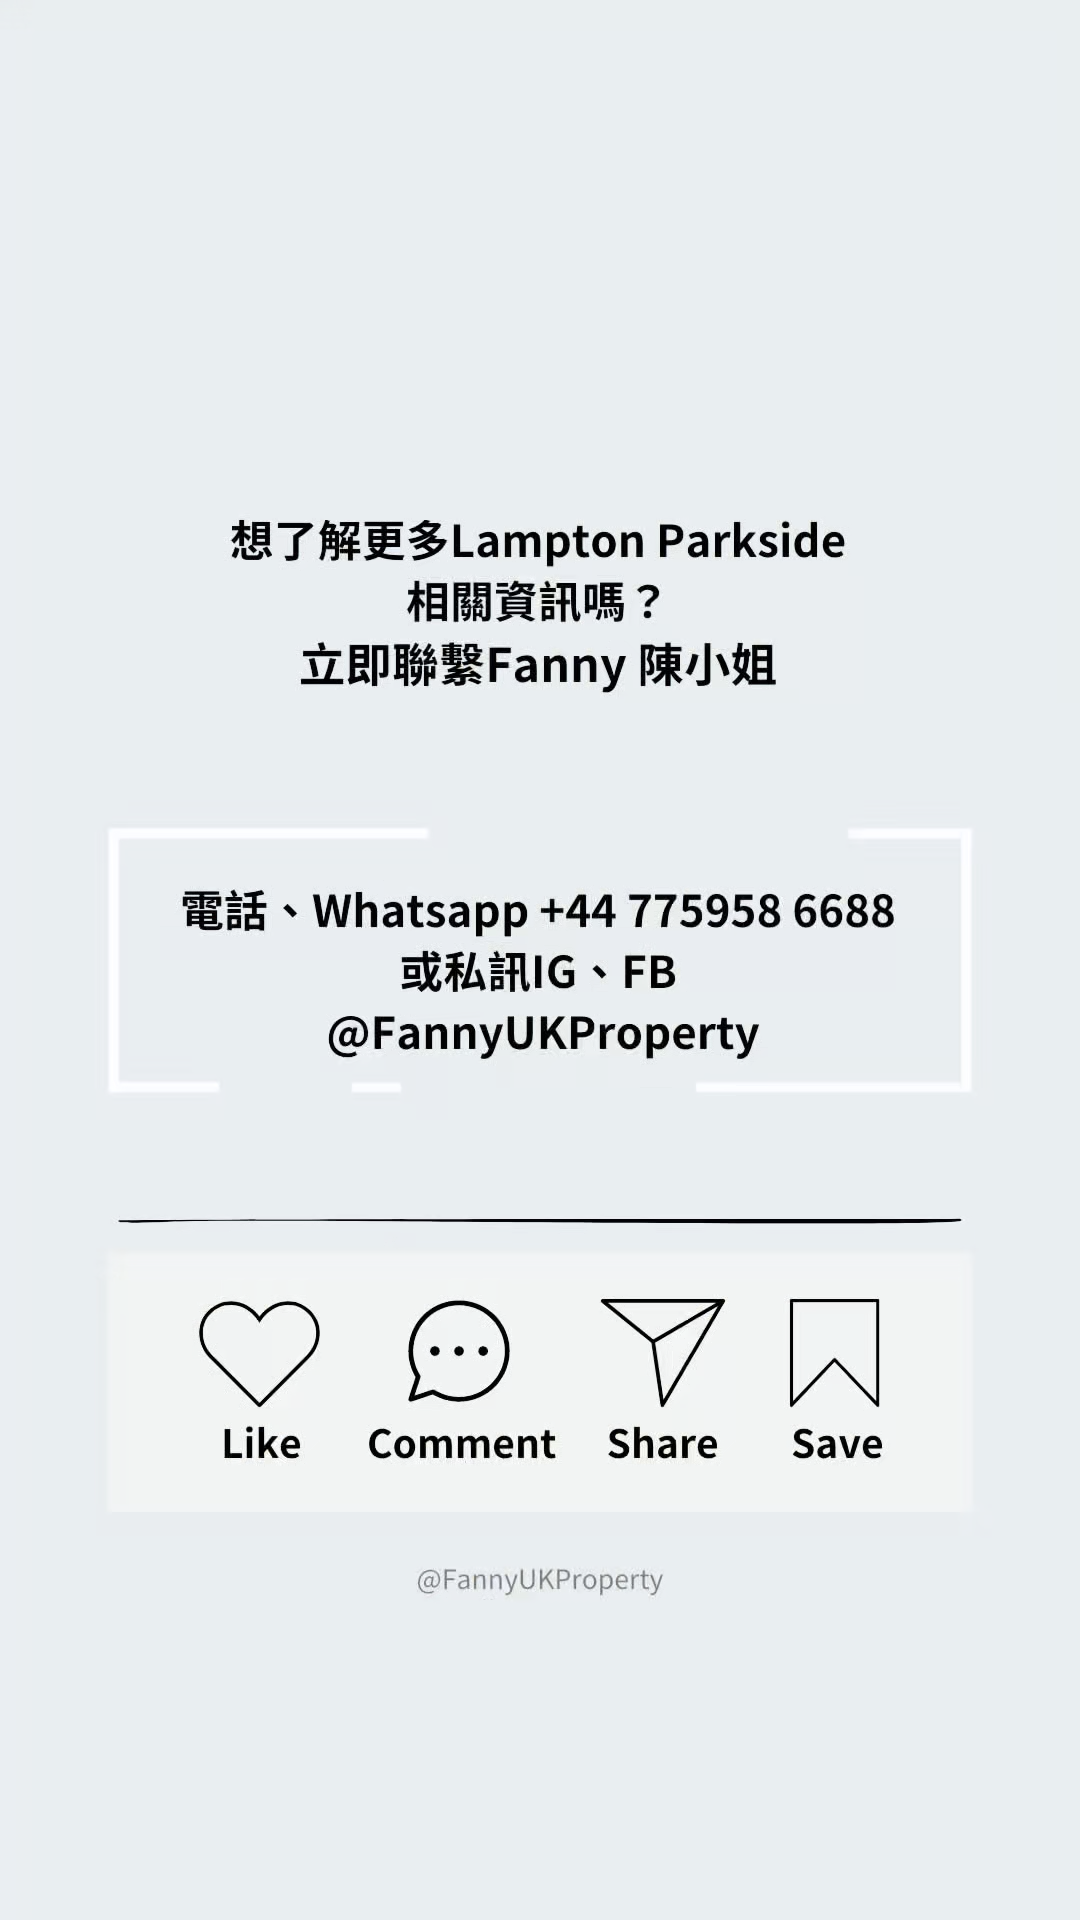 想了解更多Lampton Parkside
相關資訊嗎？
立即聯繫Fanny 陳小姐
電話、Whatsapp +44 775958 6688
或私訊IG、FB
@FannyUKProperty
Like Comment Share Save
@FannyUKProperty